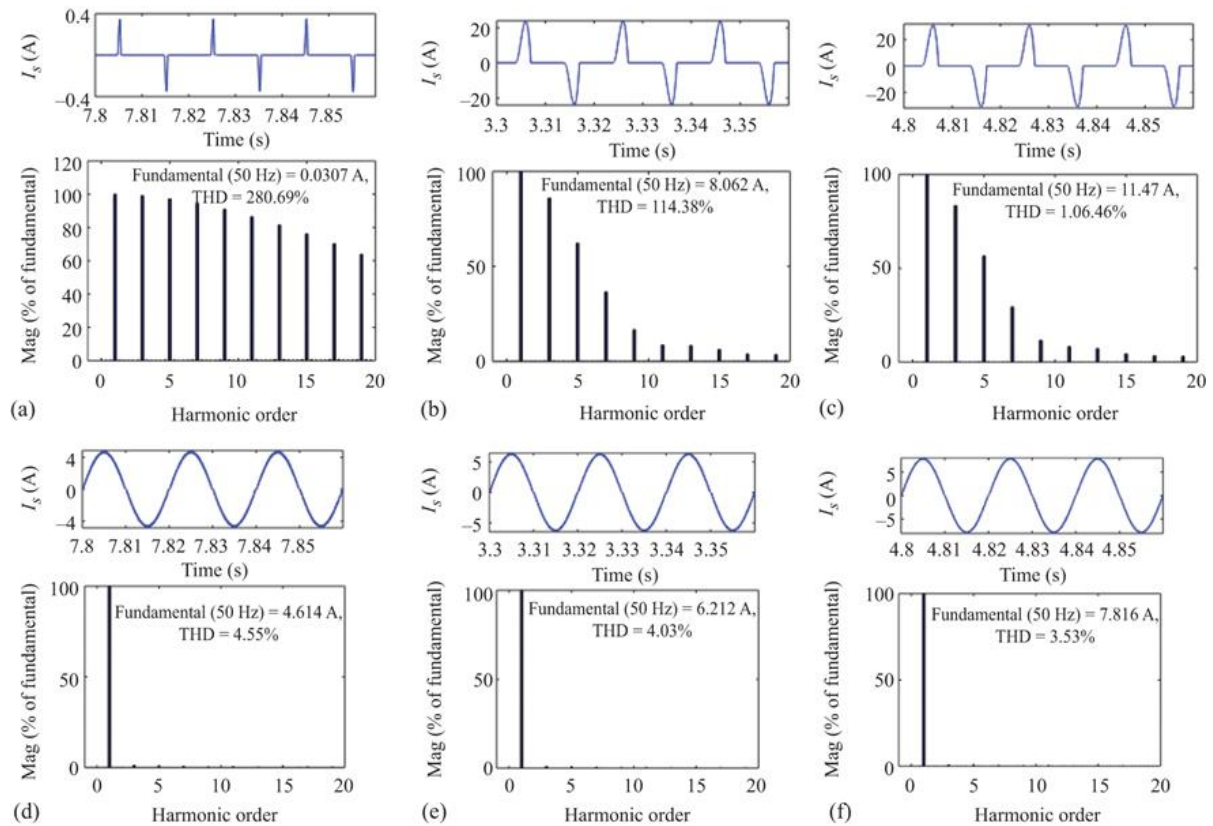 0.4
I_s (A)
0
−0.4
7.8 7.81 7.82 7.83 7.84 7.85
Time (s)
120
Fundamental (50 Hz) = 0.0307 A,
THD = 280.69%
100
80
60
40
20
0
Mag (% of fundamental)
0 5 10 15 20
(a)
Harmonic order
20
I_s (A)
0
−20
3.3 3.31 3.32 3.34 3.35
Time (s)
100
Fundamental (50 Hz) = 8.062 A,
THD = 114.38%
50
0
Mag (% of fundamental)
0 5 10 15 20
(b)
Harmonic order
20
I_s (A)
0
−20
4.8 4.81 4.82 4.83 4.84 4.85
Time (s)
100
Fundamental (50 Hz) = 11.47 A,
THD = 1.06.46%
50
0
Mag (% of fundamental)
0 5 10 15 20
(c)
Harmonic order
4
I_s (A)
0
−4
7.8 7.81 7.82 7.83 7.84 7.85
Time (s)
100
Fundamental (50 Hz) = 4.614 A,
THD = 4.55%
50
0
Mag (% of fundamental)
0 5 10 15 20
(d)
Harmonic order
5
I_s (A)
0
−5
3.3 3.31 3.32 3.34 3.35
Time (s)
100
Fundamental (50 Hz) = 6.212 A,
THD = 4.03%
50
0
Mag (% of fundamental)
0 5 10 15 20
(e)
Harmonic order
5
I_s (A)
0
−5
4.8 4.81 4.82 4.83 4.84 4.85
Time (s)
100
Fundamental (50 Hz) = 7.816 A,
THD = 3.53%
50
0
Mag (% of fundamental)
0 5 10 15 20
(f)
Harmonic order